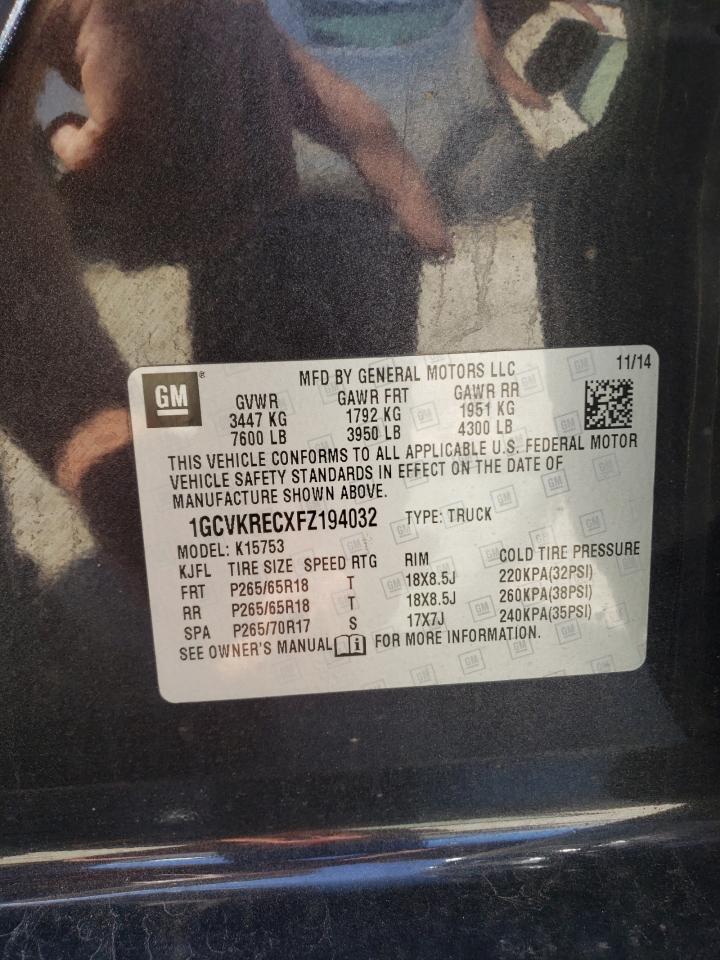 11/14
GM®
MFD BY GENERAL MOTORS LLC
GVWR GAWR FRT GAWR RR
3447 KG 1792 KG 1951 KG
7600 LB 3950 LB 4300 LB
THIS VEHICLE CONFORMS TO ALL APPLICABLE U.S. FEDERAL MOTOR
VEHICLE SAFETY STANDARDS IN EFFECT ON THE DATE OF
MANUFACTURE SHOWN ABOVE.
1GCVKRECXFZ194032 TYPE: TRUCK
MODEL: K15753
KJFL TIRE SIZE SPEED RTG RIM COLD TIRE PRESSURE
FRT P265/65R18 T 18X8.5J 220KPA(32PSI)
RR P265/65R18 T 18X8.5J 260KPA(38PSI)
SPA P265/70R17 S 17X7J 240KPA(35PSI)
SEE OWNER'S MANUAL i FOR MORE INFORMATION.